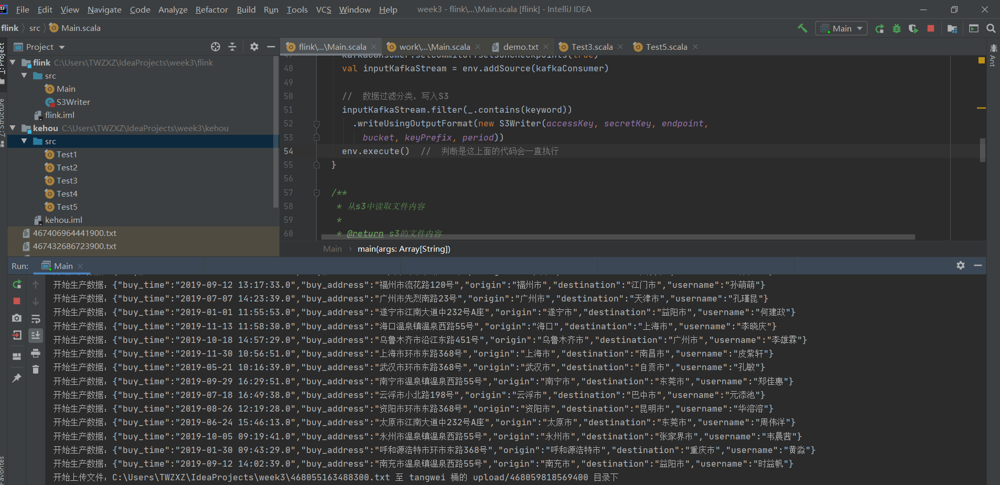 File Edit View Navigate Code Analyze Refactor Build Run Tools VCS Window Help week3 - flink\...\Main.scala [flink] - IntelliJ IDEA
flink src Main.scala Main
Project
flink\...\Main.scala work\...\Main.scala demo.txt Test3.scala Test5.scala
1: Project
Z: Structure
Favorites
Ant
flink C:\Users\TWZXZ\IdeaProjects\week3\flink
src
Main
S3Writer
flink.iml
kehou C:\Users\TWZXZ\IdeaProjects\week3\kehou
src
Test1
Test2
Test3
Test4
Test5
kehou.iml
467406964441900.txt
467432686723900.txt
47 kafkaConsumer.setCommitOffsetsOnCheckpoints(true)
48 val inputKafkaStream = env.addSource(kafkaConsumer)
49
50 // 数据过滤分类，写入S3
51 inputKafkaStream.filter(_.contains(keyword))
52 .writeUsingOutputFormat(new S3Writer(accessKey, secretKey, endpoint,
53 bucket, keyPrefix, period))
54 env.execute() // 判断是这上面的代码会一直执行
55 }
56
57 /**
58 * 从s3中读取文件内容
59 *
60 * @return s3的文件内容
Main › main(args: Array[String])
Run: Main
开始生产数据：{"buy_time":"2019-09-12 13:17:33.0","buy_address":"福州市流花路120号","origin":"福州市","destination":"江门市","username":"孙萌萌"}
开始生产数据：{"buy_time":"2019-07-07 14:23:39.0","buy_address":"广州市先烈南路23号","origin":"广州市","destination":"天津市","username":"孔瑾昆"}
开始生产数据：{"buy_time":"2019-01-01 11:55:53.0","buy_address":"遂宁市江南大道中232号A座","origin":"遂宁市","destination":"益阳市","username":"何建政"}
开始生产数据：{"buy_time":"2019-11-13 11:58:30.0","buy_address":"海口温泉镇温泉西路55号","origin":"海口","destination":"上海市","username":"李晓庆"}
开始生产数据：{"buy_time":"2019-10-18 14:57:29.0","buy_address":"乌鲁木齐市沿江东路451号","origin":"乌鲁木齐市","destination":"广州市","username":"李雄霖"}
开始生产数据：{"buy_time":"2019-11-30 10:56:51.0","buy_address":"上海市环市东路368号","origin":"上海市","destination":"南昌市","username":"皮紫轩"}
开始生产数据：{"buy_time":"2019-05-21 10:16:39.0","buy_address":"武汉市环市东路368号","origin":"武汉市","destination":"自贡市","username":"孔敏"}
开始生产数据：{"buy_time":"2019-09-29 16:29:51.0","buy_address":"南宁市温泉镇温泉西路55号","origin":"南宁市","destination":"东莞市","username":"郑佳惠"}
开始生产数据：{"buy_time":"2019-07-18 16:49:38.0","buy_address":"云浮市小北路198号","origin":"云浮市","destination":"巴中市","username":"元添池"}
开始生产数据：{"buy_time":"2019-08-26 12:19:28.0","buy_address":"资阳市环市东路368号","origin":"资阳市","destination":"昆明市","username":"华溶溶"}
开始生产数据：{"buy_time":"2019-06-24 15:46:13.0","buy_address":"太原市江南大道中232号A座","origin":"太原市","destination":"东莞市","username":"周伟洋"}
开始生产数据：{"buy_time":"2019-10-05 09:19:41.0","buy_address":"永州市温泉镇温泉西路55号","origin":"永州市","destination":"张家界市","username":"韦晨茜"}
开始生产数据：{"buy_time":"2019-01-30 09:43:29.0","buy_address":"呼和源浩特市环市东路368号","origin":"呼和源浩特市","destination":"重庆市","username":"黄淼"}
开始生产数据：{"buy_time":"2019-09-12 14:02:39.0","buy_address":"南充市温泉镇温泉西路55号","origin":"南充市","destination":"益阳市","username":"时益帆"}
开始上传文件：C:\Users\TWZXZ\IdeaProjects\week3\468055163488300.txt 至 tangwei 桶的 upload/468059818569400 目录下